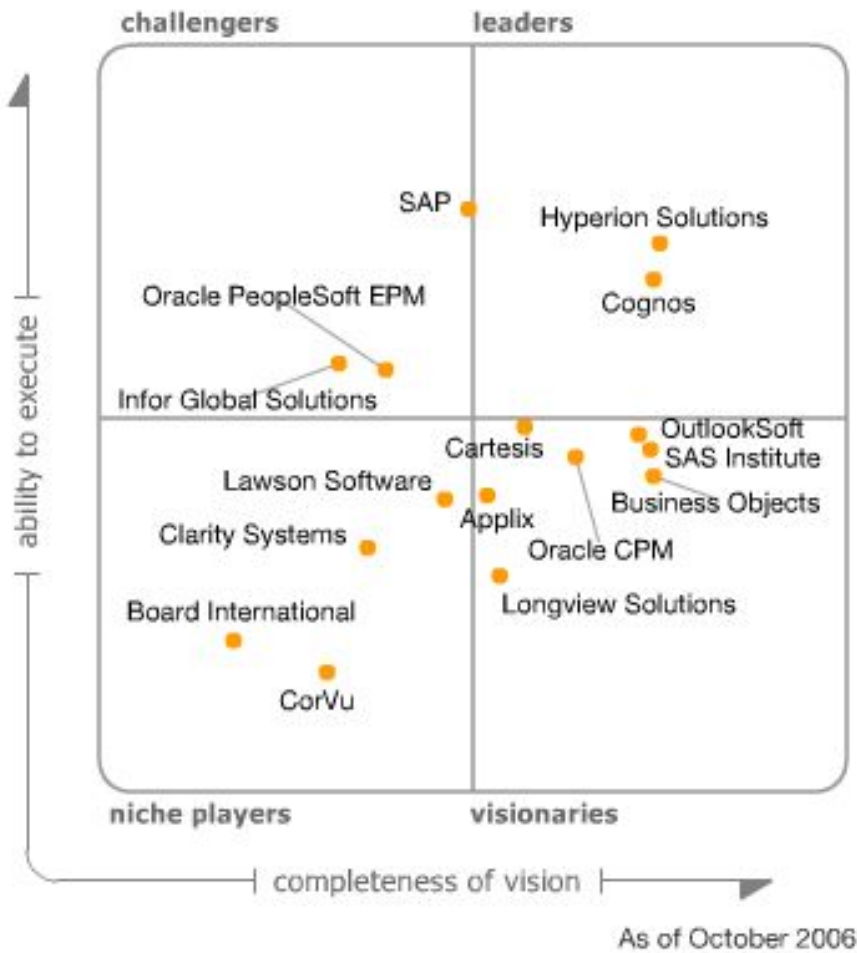 challengers
leaders
SAP
Hyperion Solutions
Cognos
Oracle PeopleSoft EPM
Infor Global Solutions
ability to execute
Cartesis
OutlookSoft
SAS Institute
Business Objects
Lawson Software
Applix
Clarity Systems
Oracle CPM
Longview Solutions
Board International
CorVu
niche players
visionaries
completeness of vision
As of October 2006